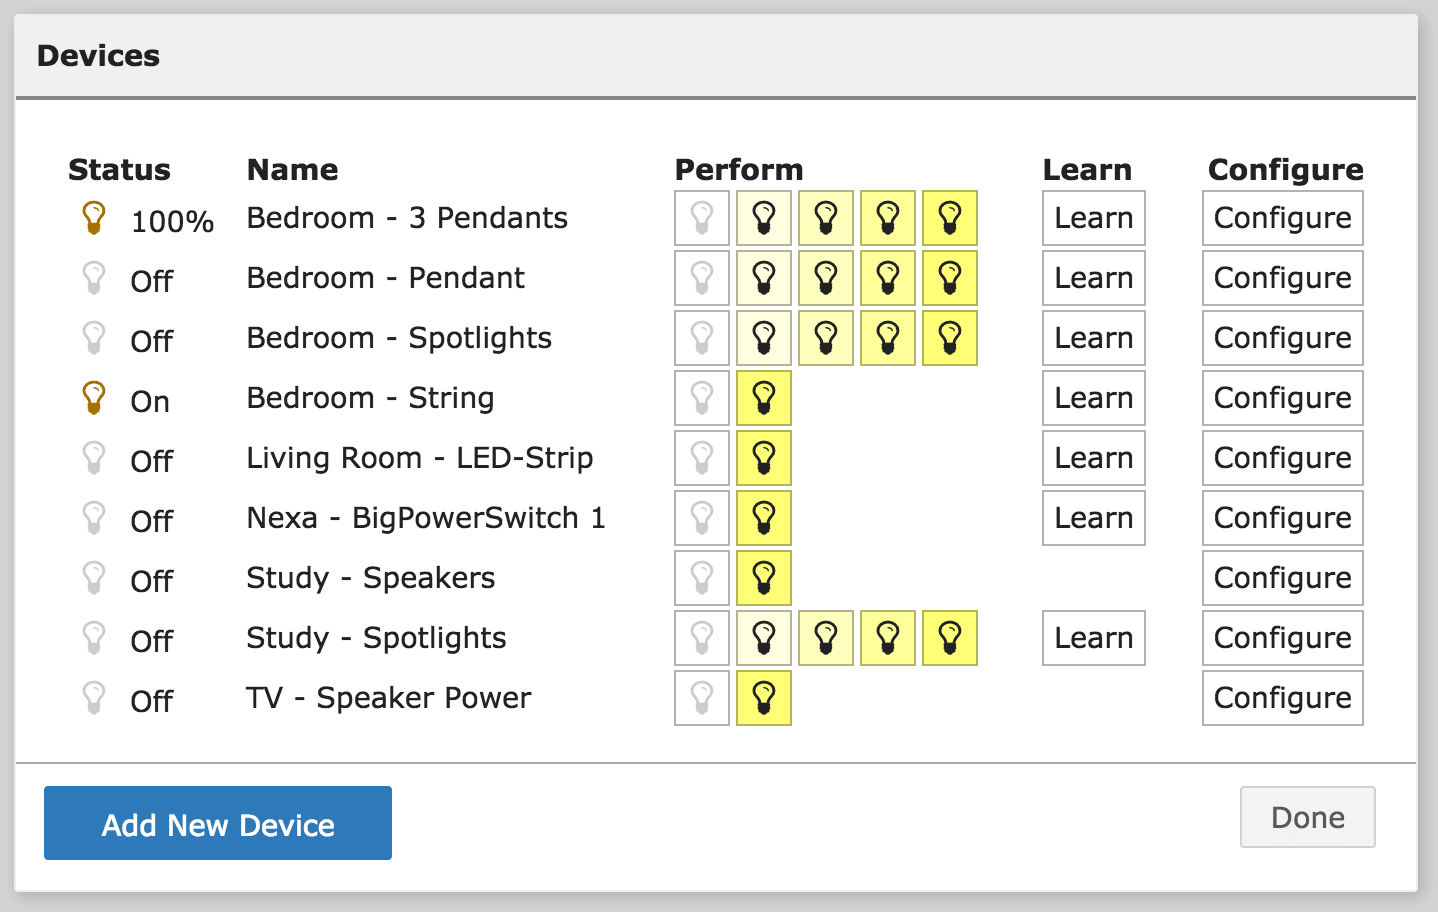 Devices
Status Name Perform Learn Configure
100% Bedroom - 3 Pendants Learn Configure
Off Bedroom - Pendant Learn Configure
Off Bedroom - Spotlights Learn Configure
On Bedroom - String Learn Configure
Off Living Room - LED-Strip Learn Configure
Off Nexa - BigPowerSwitch 1 Learn Configure
Off Study - Speakers Configure
Off Study - Spotlights Learn Configure
Off TV - Speaker Power Configure
Add New Device Done